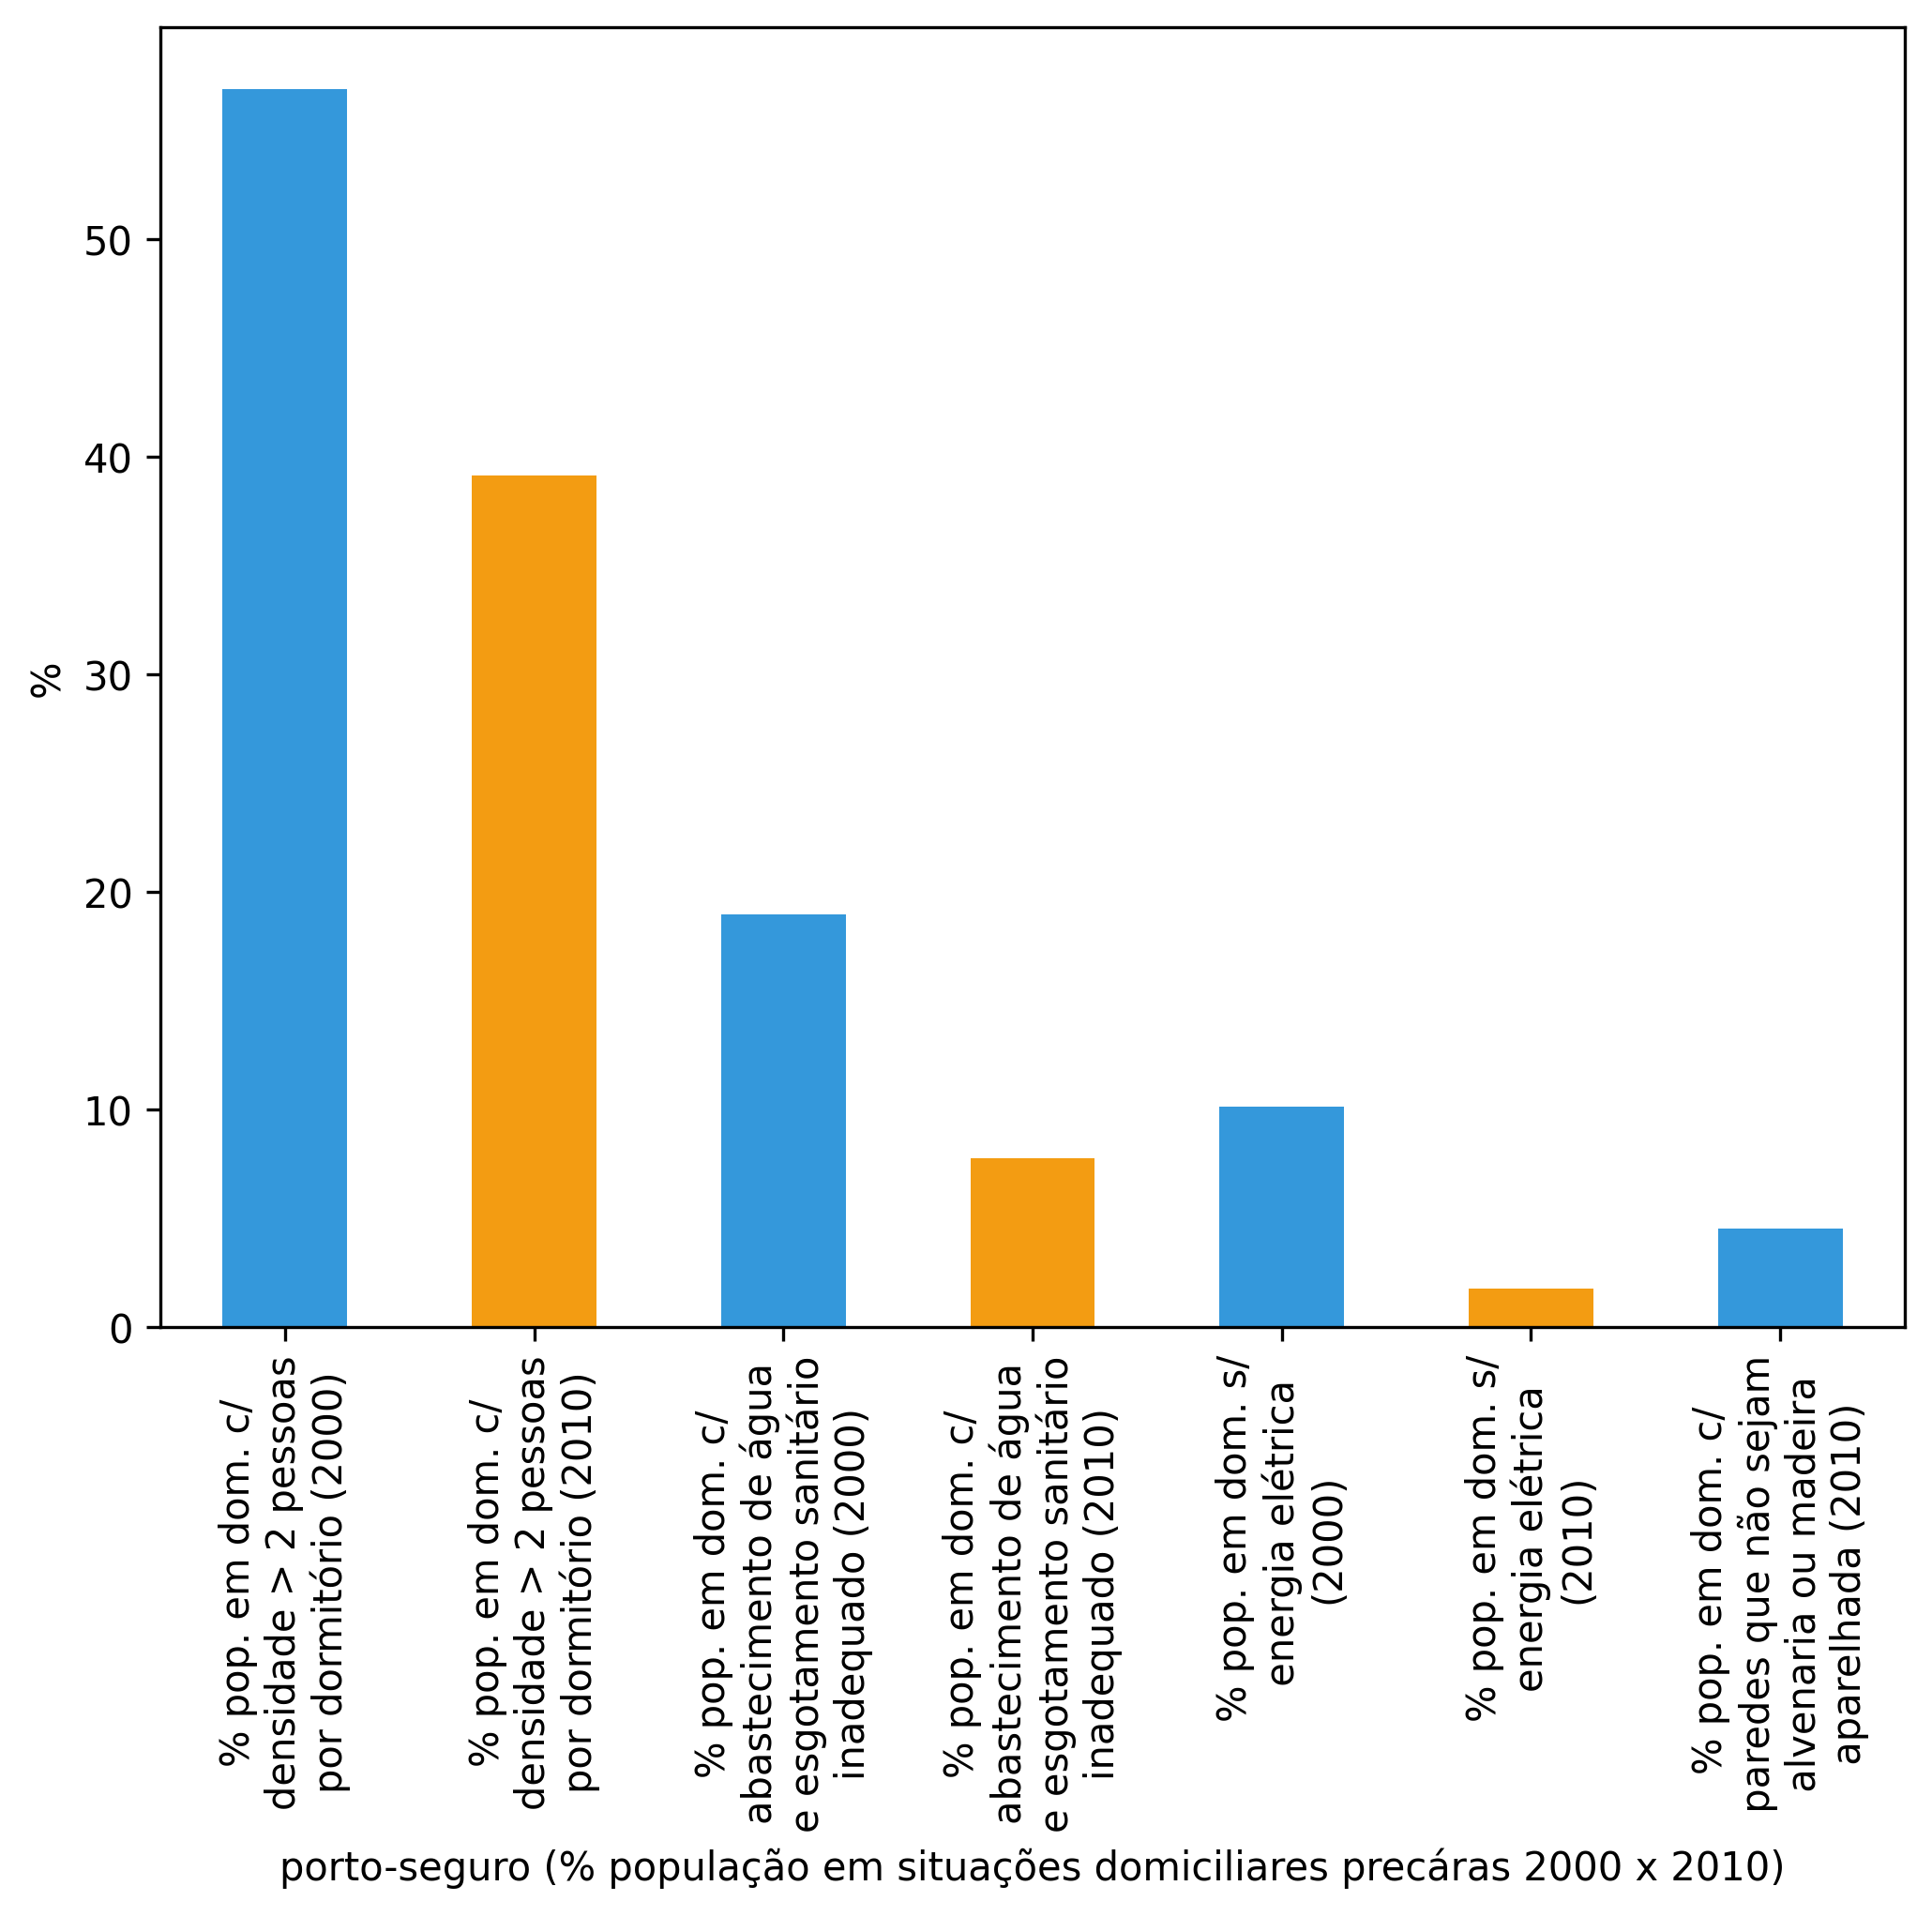 %
50
40
30
20
10
0
% pop. em dom. c/
densidade > 2 pessoas
por dormitório (2000)
% pop. em dom. c/
densidade > 2 pessoas
por dormitório (2010)
% pop. em dom. c/
abastecimento de água
e esgotamento sanitário
inadequado (2000)
% pop. em dom. c/
abastecimento de água
e esgotamento sanitário
inadequado (2010)
% pop. em dom. s/
energia elétrica
(2000)
% pop. em dom. s/
energia elétrica
(2010)
% pop. em dom. c/
paredes que não sejam
alvenaria ou madeira
aparelhada (2010)
porto-seguro (% população em situações domiciliares precáras 2000 x 2010)